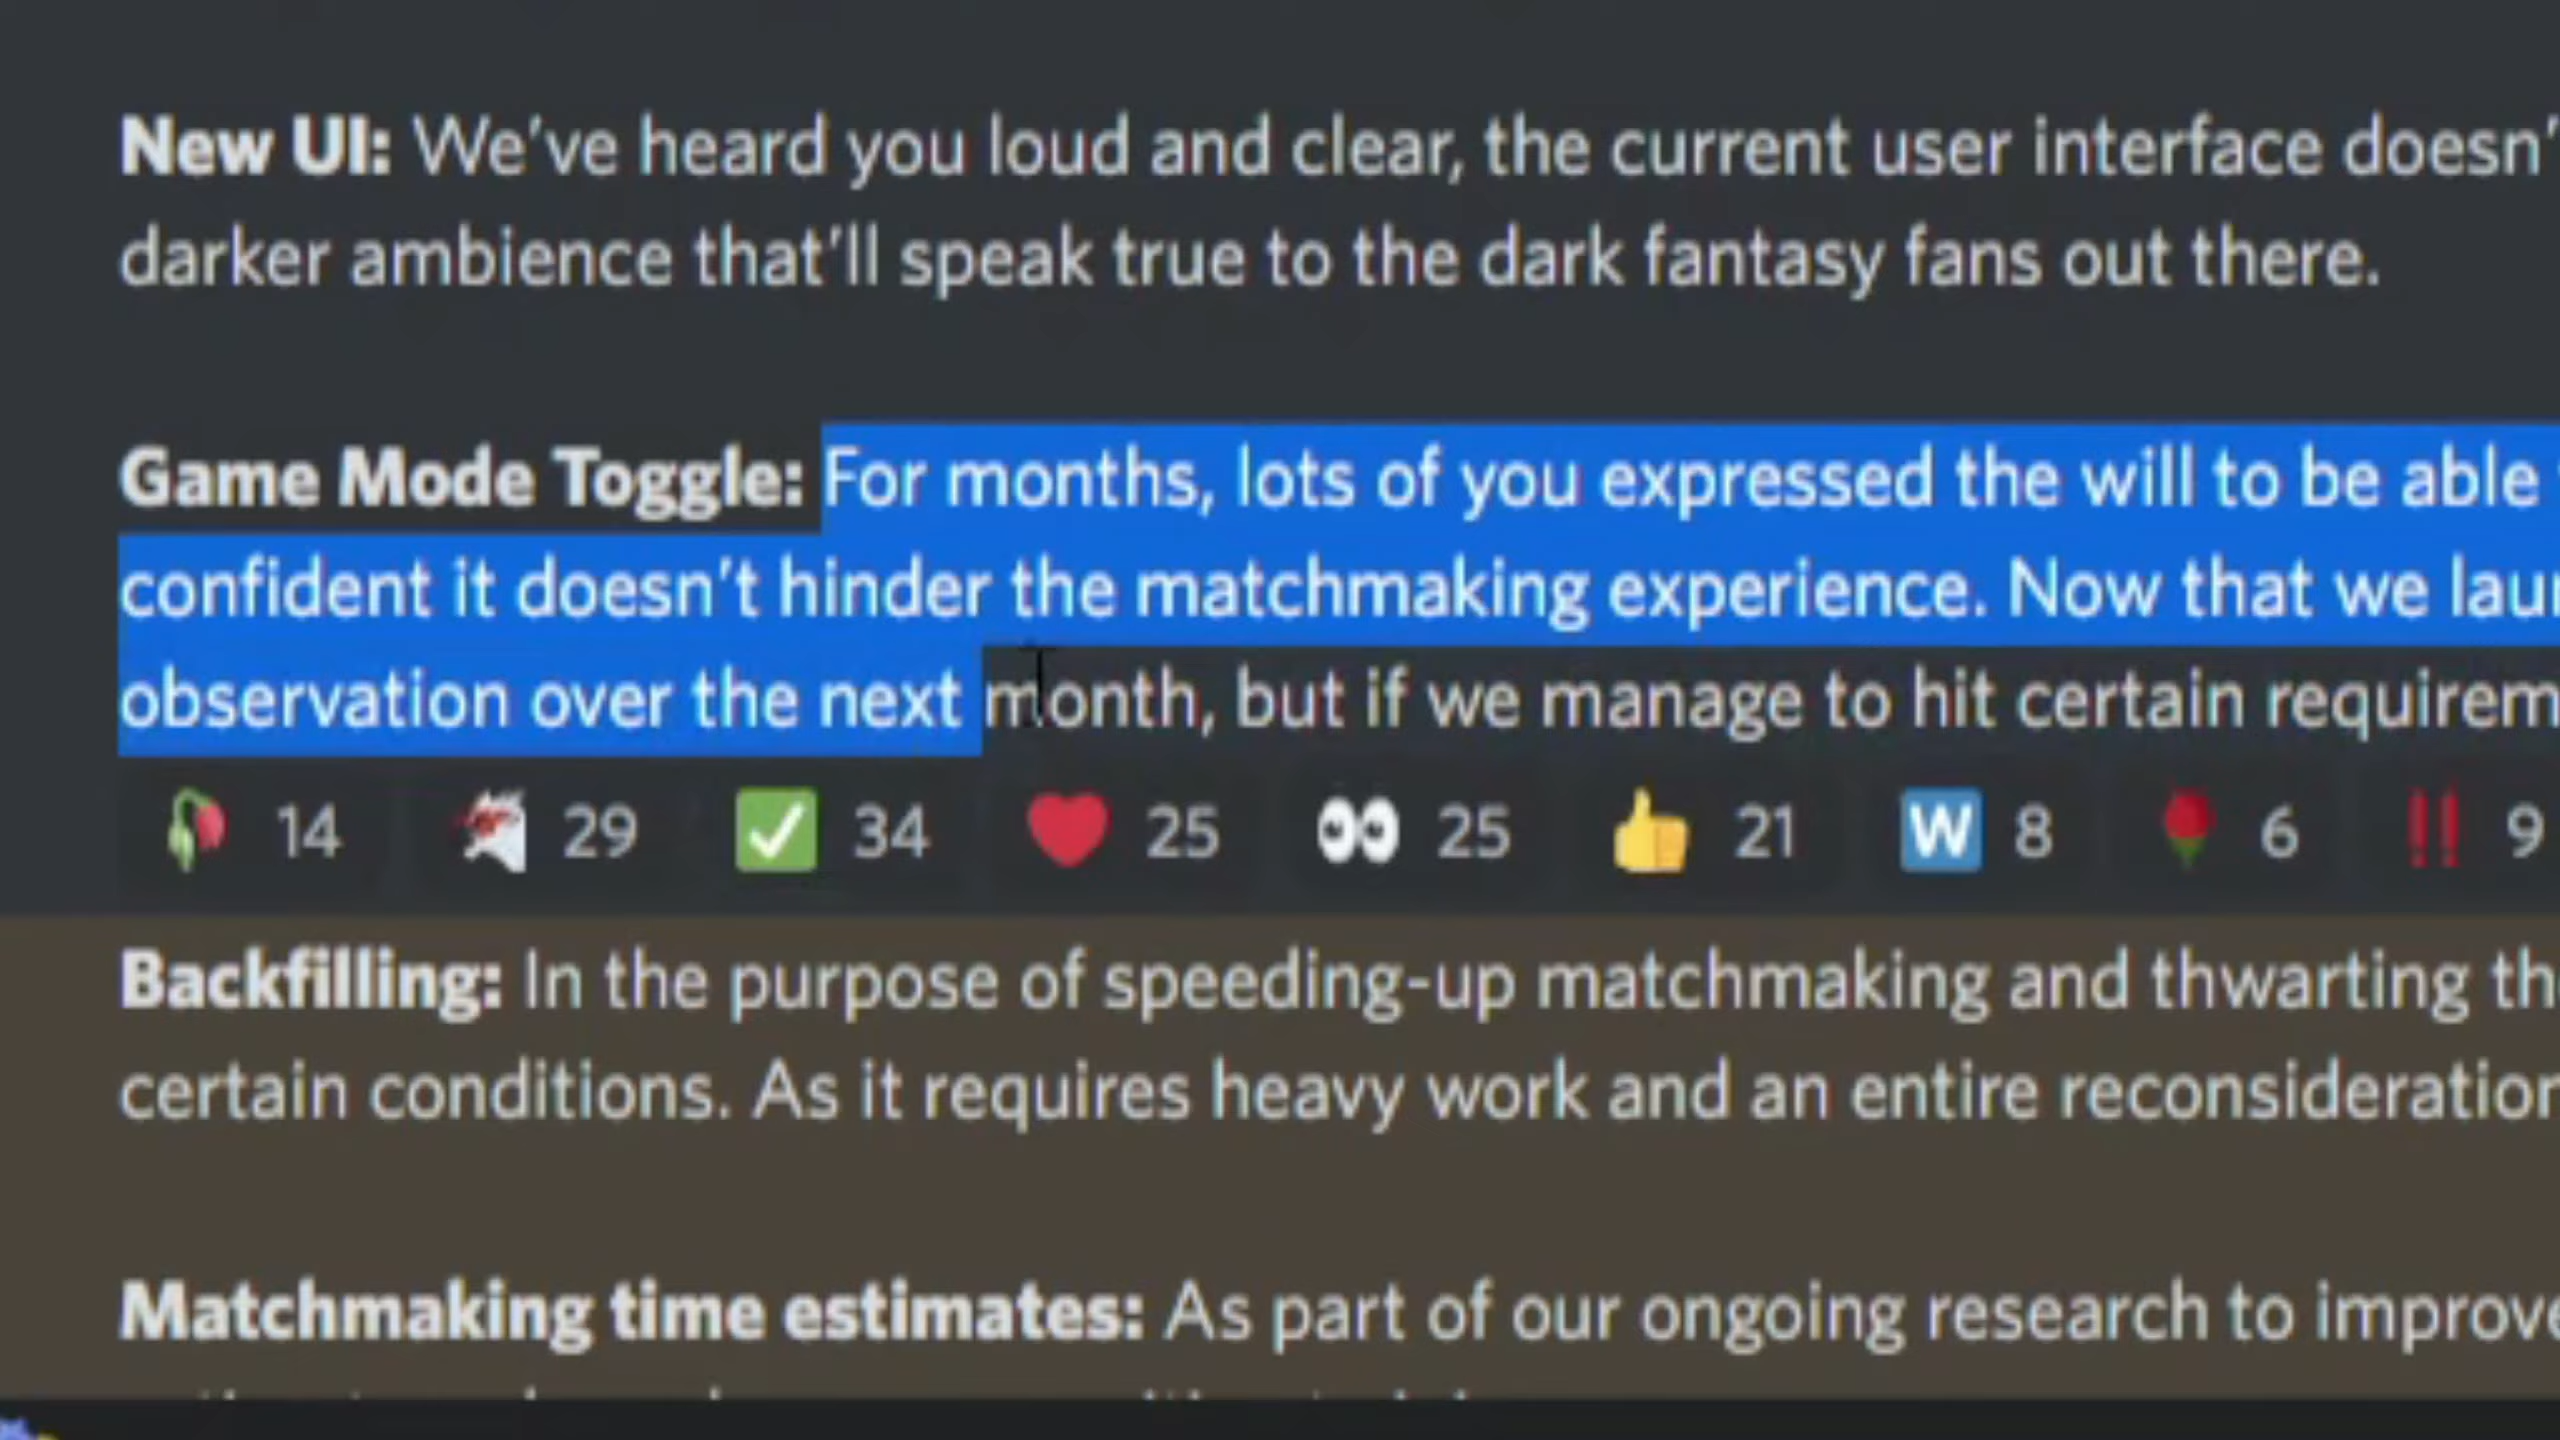 New UI: We've heard you loud and clear, the current user interface doesn'
darker ambience that'll speak true to the dark fantasy fans out there.
Game Mode Toggle: For months, lots of you expressed the will to be able
confident it doesn't hinder the matchmaking experience. Now that we
observation over the next month, but if we manage to hit certain
14 29 34 25 25 21 W 8 6 9
Backfilling: In the purpose of speeding-up matchmaking and thwarting
certain conditions. As it requires heavy work and an entire reconsideration
Matchmaking time estimates: As part of our ongoing research to improve